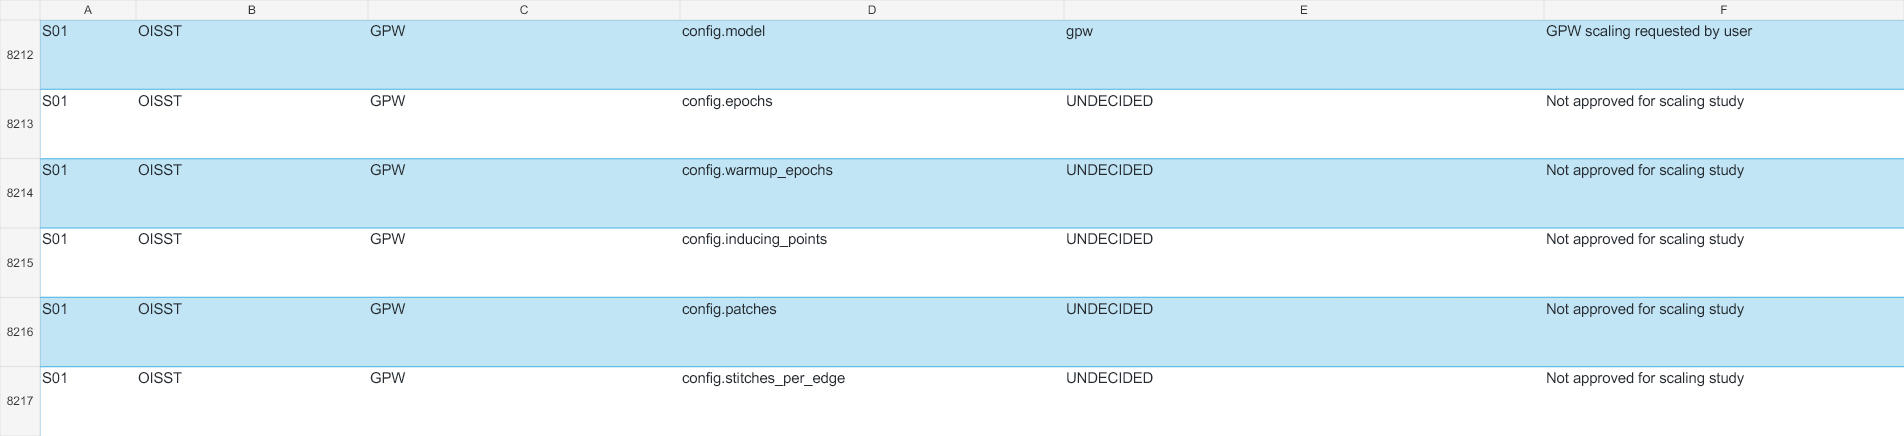 A B C D E F
8212 S01 OISST GPW config.model gpw GPW scaling requested by user
8213 S01 OISST GPW config.epochs UNDECIDED Not approved for scaling study
8214 S01 OISST GPW config.warmup_epochs UNDECIDED Not approved for scaling study
8215 S01 OISST GPW config.inducing_points UNDECIDED Not approved for scaling study
8216 S01 OISST GPW config.patches UNDECIDED Not approved for scaling study
8217 S01 OISST GPW config.stitches_per_edge UNDECIDED Not approved for scaling study